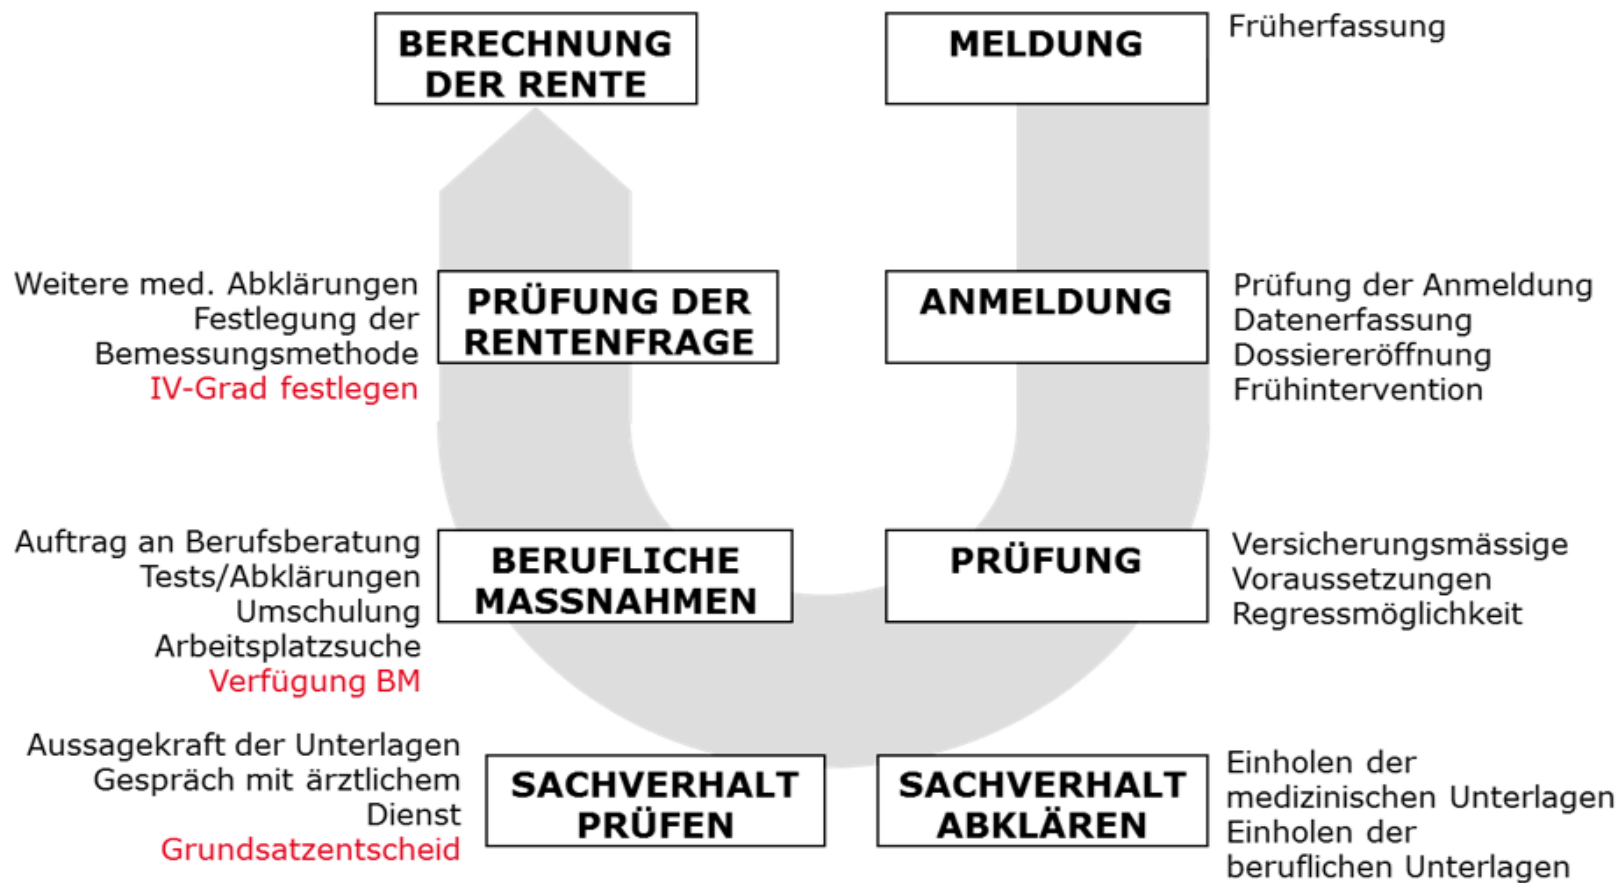 BERECHNUNG
DER RENTE
MELDUNG
Früherfassung
Weitere med. Abklärungen
Festlegung der
Bemessungsmethode
IV-Grad festlegen
PRÜFUNG DER
RENTENFRAGE
ANMELDUNG
Prüfung der Anmeldung
Datenerfassung
Dossiereröffnung
Frühintervention
Auftrag an Berufsberatung
Tests/Abklärungen
Umschulung
Arbeitsplatzsuche
Verfügung BM
BERUFLICHE
MASSNAHMEN
PRÜFUNG
Versicherungsmässige
Voraussetzungen
Regressmöglichkeit
Aussagekraft der Unterlagen
Gespräch mit ärztlichem
Dienst
Grundsatzentscheid
SACHVERHALT
PRÜFEN
SACHVERHALT
ABKLÄREN
Einholen der
medizinischen Unterlagen
Einholen der
beruflichen Unterlagen